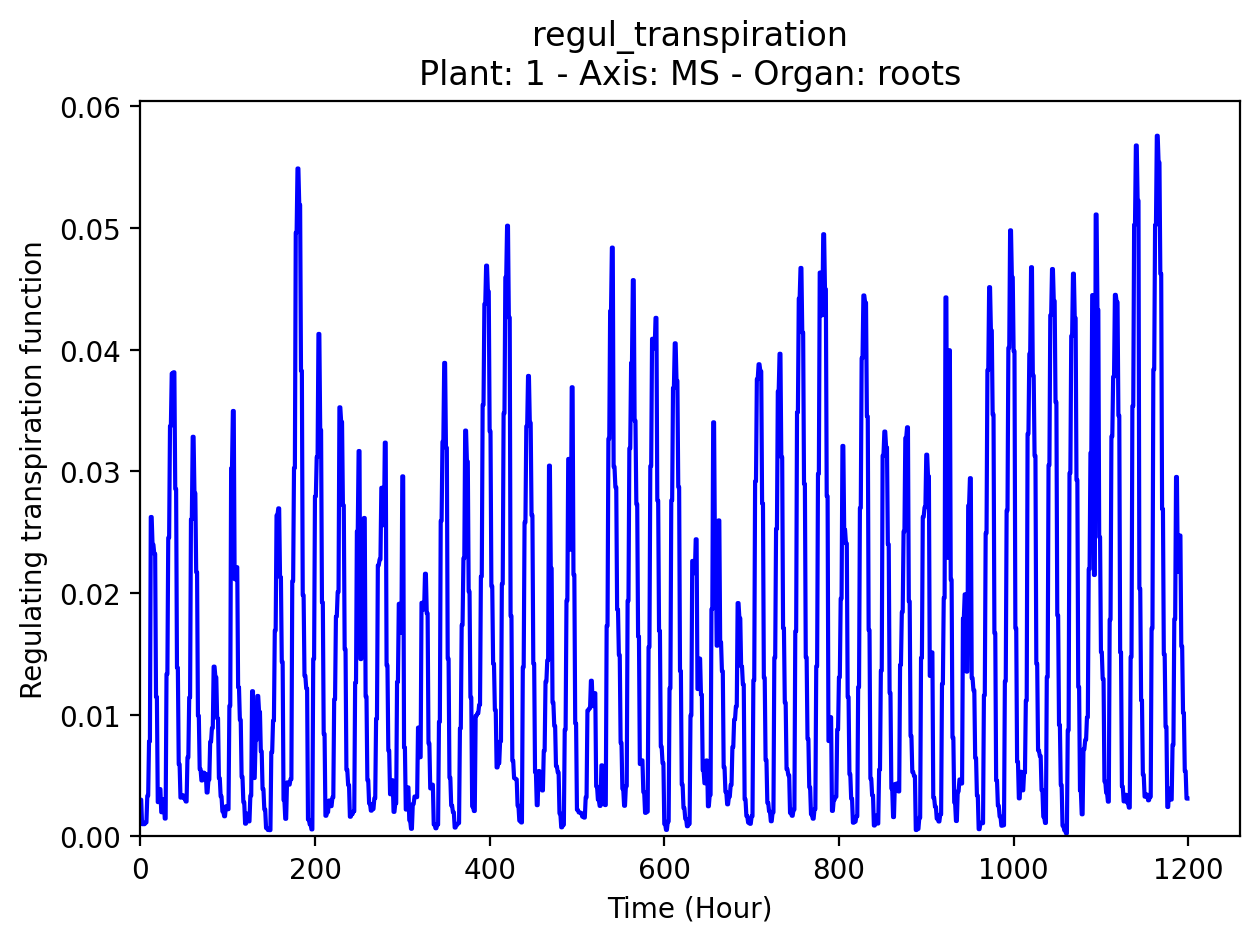 regul_transpiration
Plant: 1 - Axis: MS - Organ: roots
0.06
0.05
0.04
0.03
0.02
0.01
0.00
Regulating transpiration function
0 200 400 600 800 1000 1200
Time (Hour)